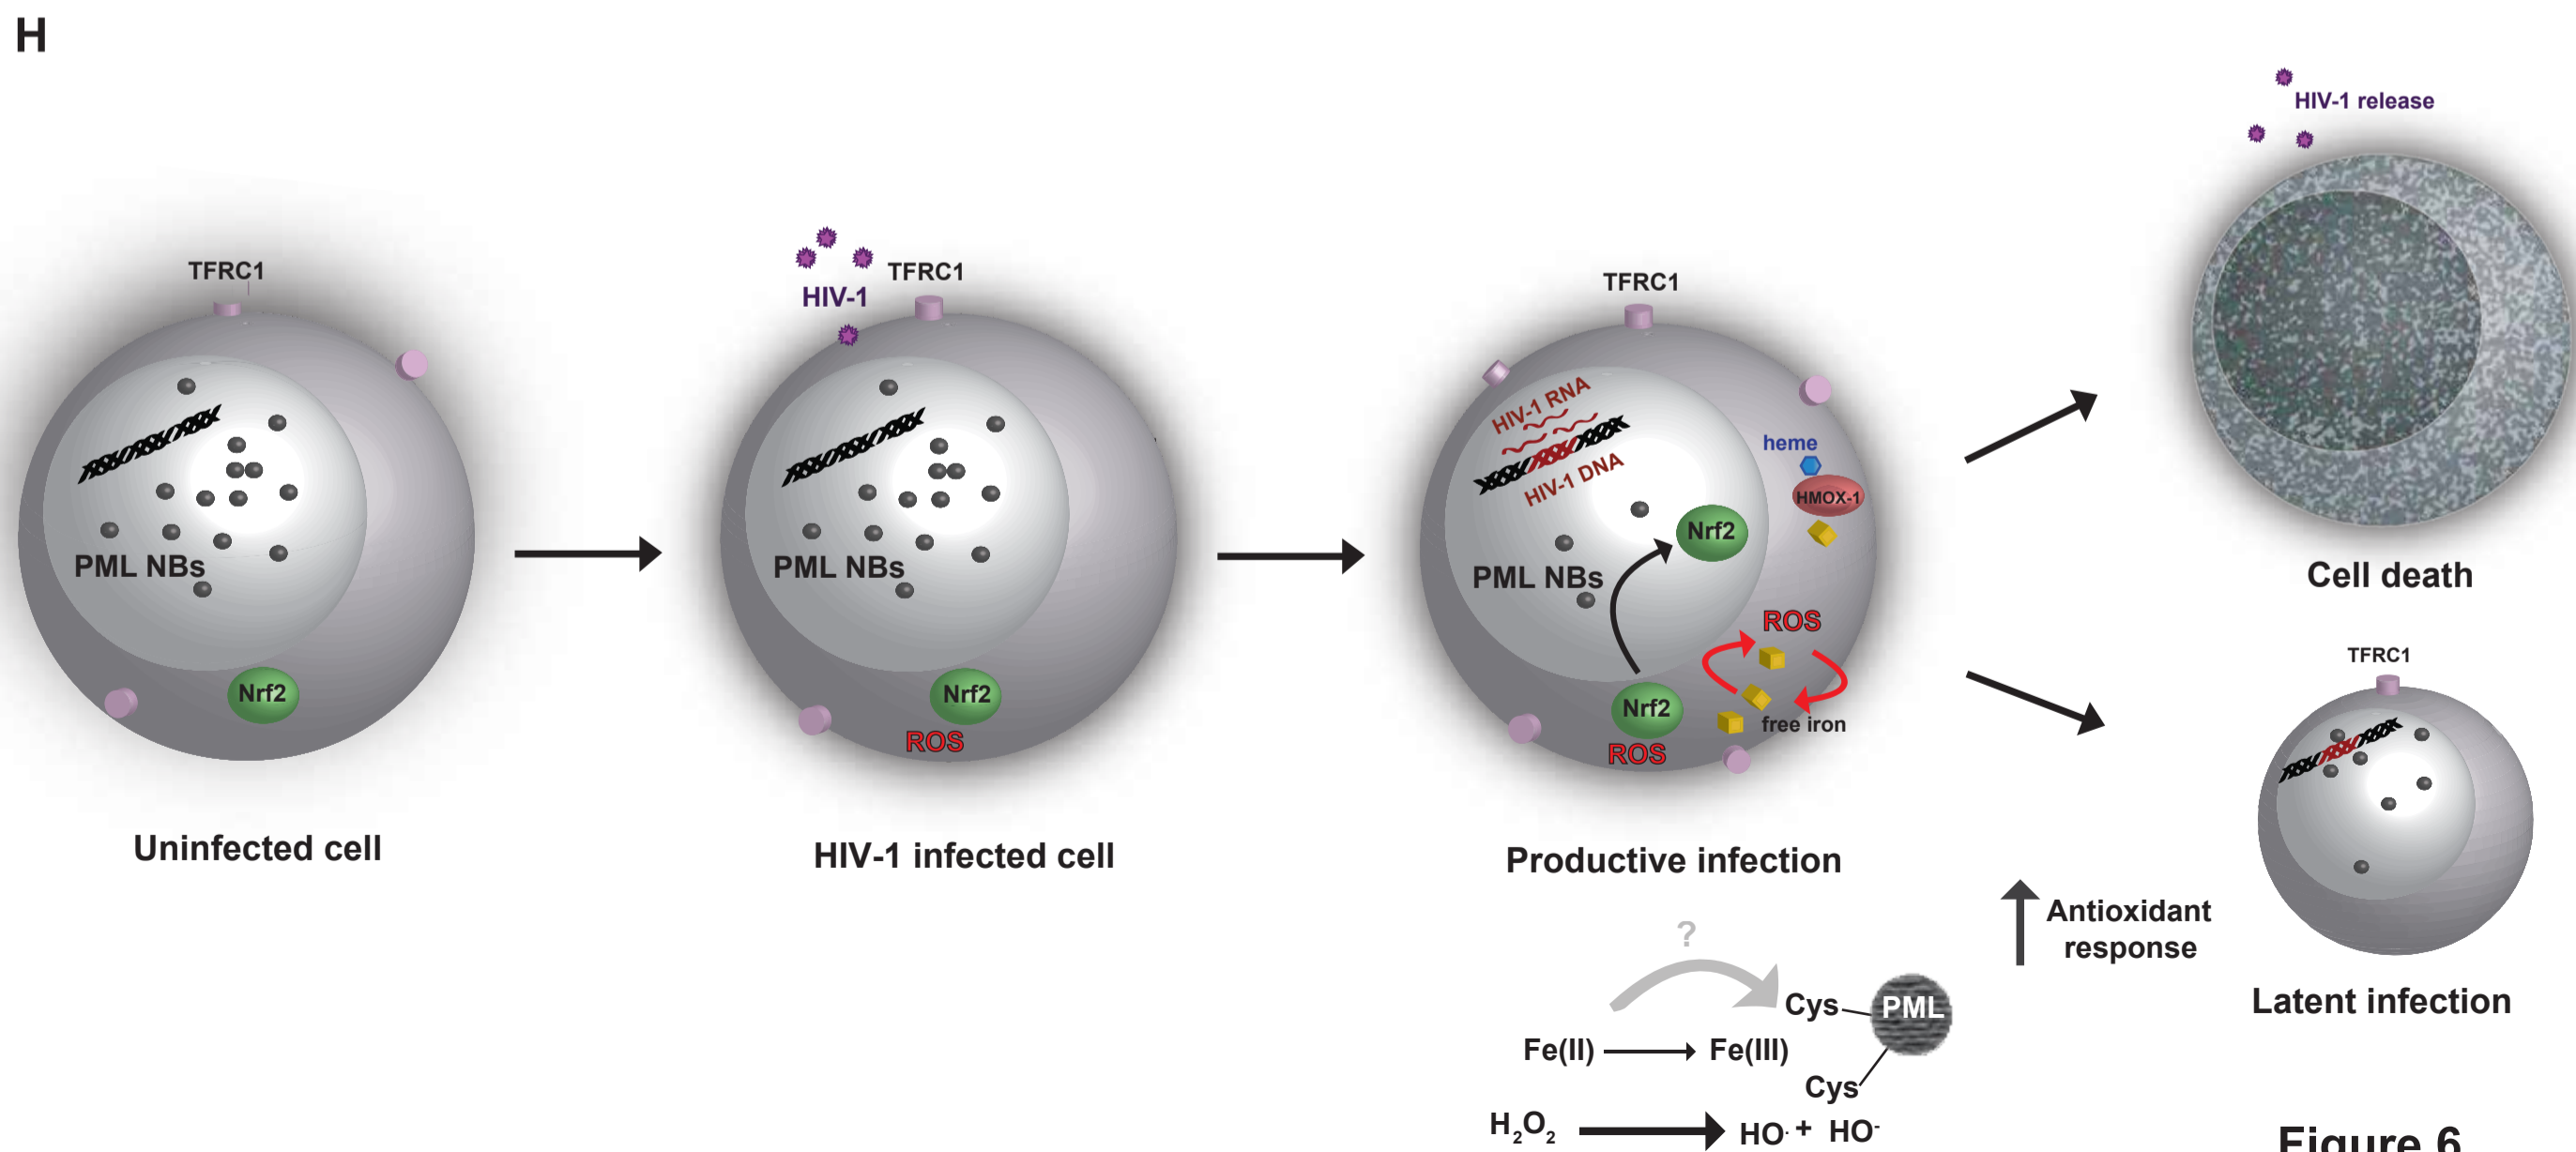 H
TFRC1
PML NBs
Nrf2
Uninfected cell
HIV-1
TFRC1
PML NBs
Nrf2
ROS
HIV-1 infected cell
TFRC1
HIV-1 RNA
HIV-1 DNA
heme
HMOX-1
Nrf2
PML NBs
ROS
Nrf2
free iron
ROS
Productive infection
HIV-1 release
Cell death
TFRC1
Antioxidant
response
Latent infection
?
Cys
PML
Fe(II)
Fe(III)
Cys
H₂O₂
HO· + HO⁻
Figure 6